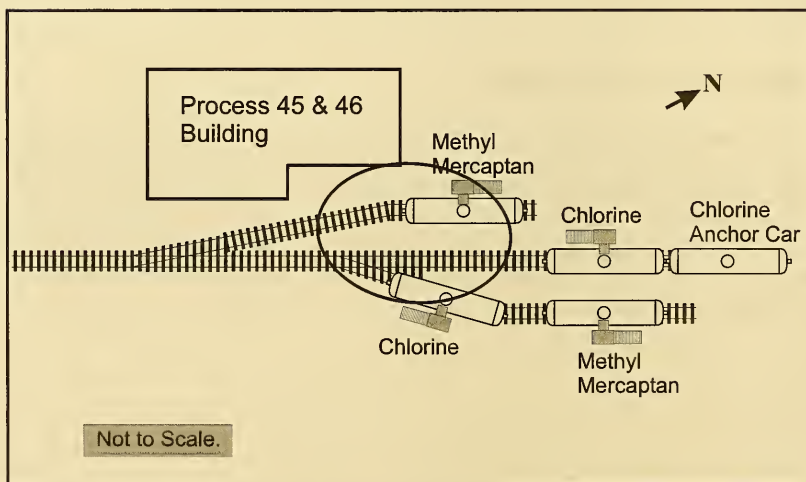 Process 45 & 46
Building
N
Methyl
Mercaptan
Chlorine
Chlorine
Anchor Car
Chlorine
Methyl
Mercaptan
Not to Scale.